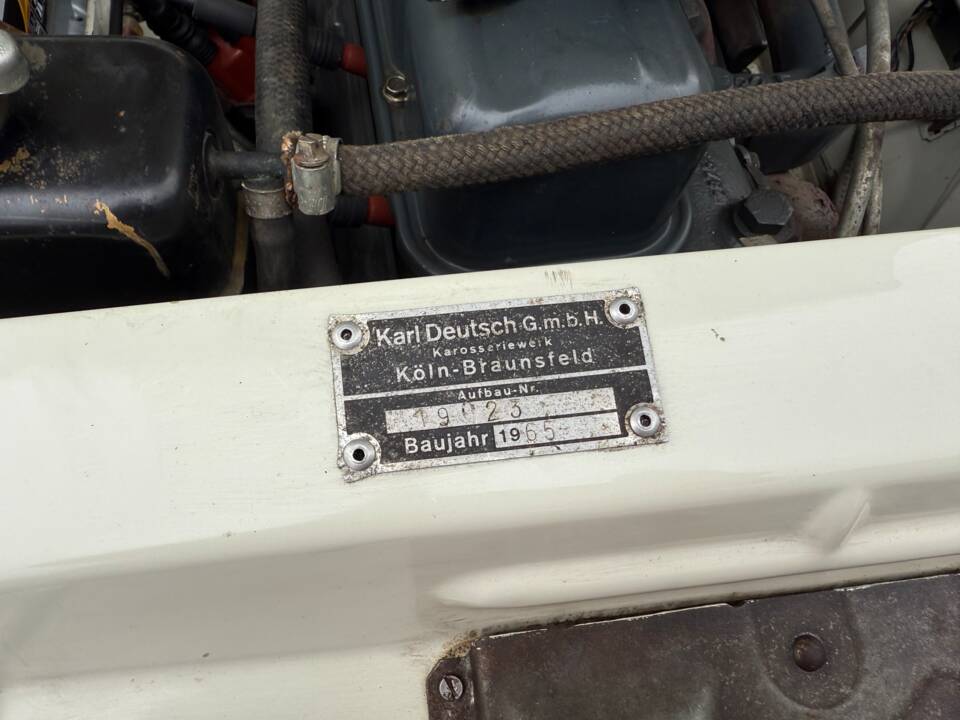 Karl Deutsch G.m.b.H.
Karosseriewerk
Köln-Braunsfeld
Aufbau-Nr.
19023
Baujahr 1965